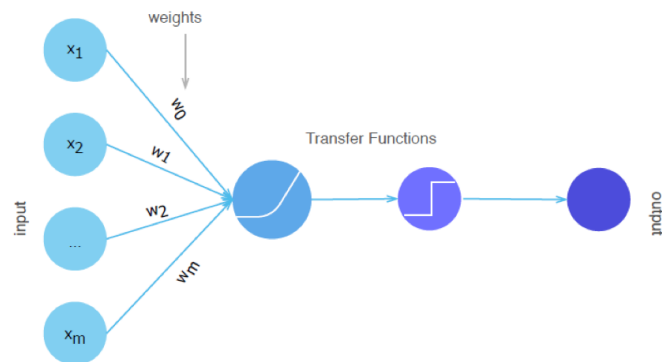 weights
x1
w0
x2
w1
Transfer Functions
input
w2
...
output
wm
xm